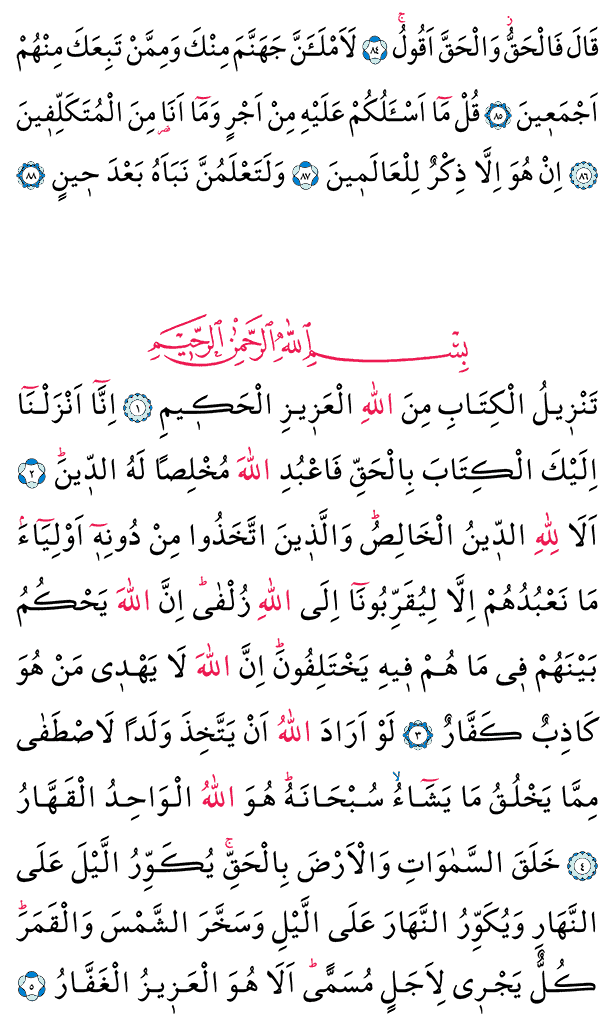 قَالَ فَالْحَقُّۘ وَالْحَقَّ اَقُولُۚ ﴿٨٤﴾ لَاَمْلَـَٔنَّ جَهَنَّمَ مِنْكَ وَمِمَّنْ تَبِعَكَ مِنْهُمْ
اَجْمَع۪ينَ ﴿٨٥﴾ قُلْ مَٓا اَسْـَٔلُكُمْ عَلَيْهِ مِنْ اَجْرٍ وَمَٓا اَنَا۬ مِنَ الْمُتَكَلِّف۪ينَ
﴿٨٦﴾ اِنْ هُوَ اِلَّا ذِكْرٌ لِلْعَالَم۪ينَ ﴿٨٧﴾ وَلَتَعْلَمُنَّ نَبَاَهُ بَعْدَ ح۪ينٍ ﴿٨٨﴾
بِسْمِ اللّٰهِ الرَّحْمٰنِ الرَّح۪يمِ
تَنْز۪يلُ الْكِتَابِ مِنَ اللّٰهِ الْعَز۪يزِ الْحَك۪يمِ ﴿١﴾ اِنَّٓا اَنْزَلْنَٓا
اِلَيْكَ الْكِتَابَ بِالْحَقِّ فَاعْبُدِ اللّٰهَ مُخْلِصًا لَهُ الدّ۪ينَۜ ﴿٢﴾
اَلَا لِلّٰهِ الدّ۪ينُ الْخَالِصُۜ وَالَّذ۪ينَ اتَّخَذُوا مِنْ دُونِه۪ٓ اَوْلِيَٓاءَۢ
مَا نَعْبُدُهُمْ اِلَّا لِيُقَرِّبُونَٓا اِلَى اللّٰهِ زُلْفٰىۜ اِنَّ اللّٰهَ يَحْكُمُ
بَيْنَهُمْ ف۪ي مَا هُمْ ف۪يهِ يَخْتَلِفُونَۜ اِنَّ اللّٰهَ لَا يَهْد۪ي مَنْ هُوَ
كَاذِبٌ كَفَّارٌ ﴿٣﴾ لَوْ اَرَادَ اللّٰهُ اَنْ يَتَّخِذَ وَلَدًا لَاصْطَفٰى
مِمَّا يَخْلُقُ مَا يَشَٓاءُۙ سُبْحَانَهُۜ هُوَ اللّٰهُ الْوَاحِدُ الْقَهَّارُ
﴿٤﴾ خَلَقَ السَّمٰوَاتِ وَالْاَرْضَ بِالْحَقِّۚ يُكَوِّرُ الَّيْلَ عَلَى
النَّهَارِ وَيُكَوِّرُ النَّهَارَ عَلَى الَّيْلِ وَسَخَّرَ الشَّمْسَ وَالْقَمَرَۜ
كُلٌّ يَجْر۪ي لِاَجَلٍ مُسَمًّىۜ اَلَا هُوَ الْعَز۪يزُ الْغَفَّارُ ﴿٥﴾